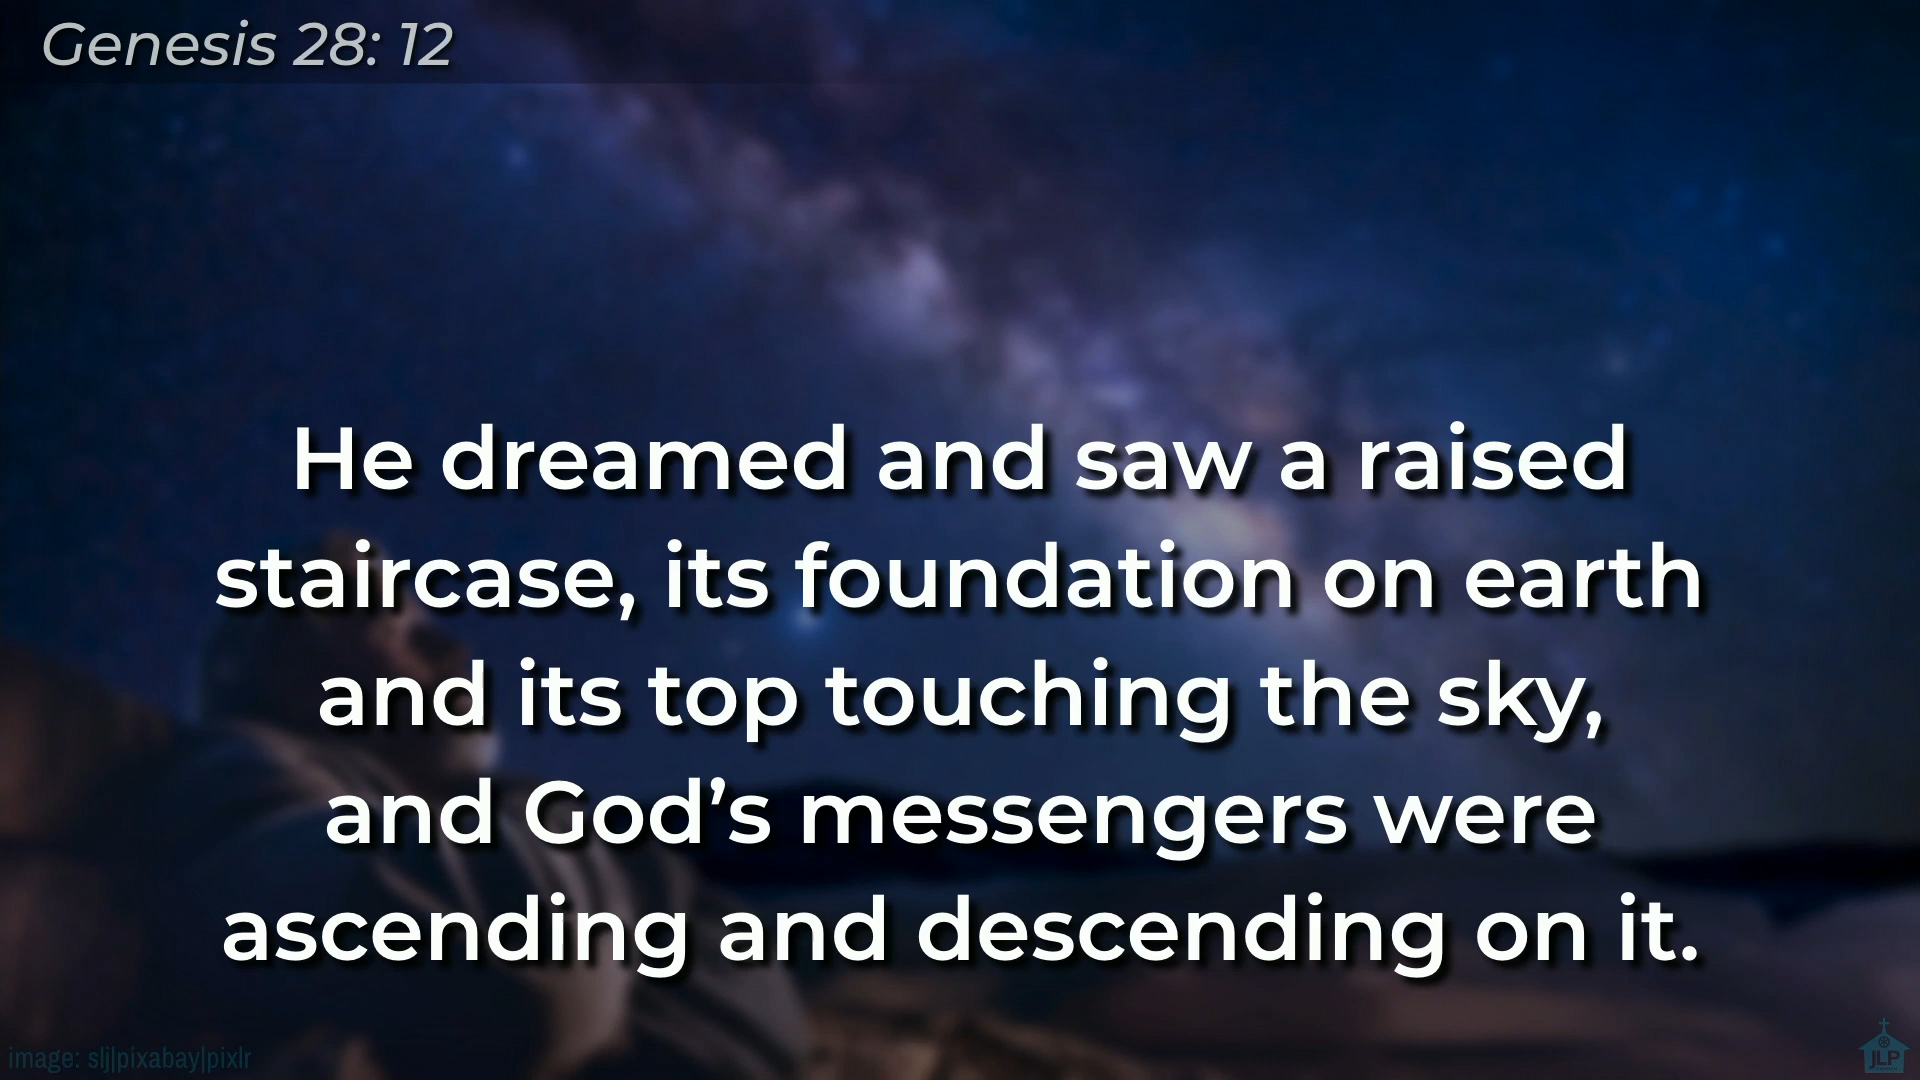 Genesis 28: 12
He dreamed and saw a raised
staircase, its foundation on earth
and its top touching the sky,
and God’s messengers were
ascending and descending on it.
image: slj|pixabay|pixlr
JLP